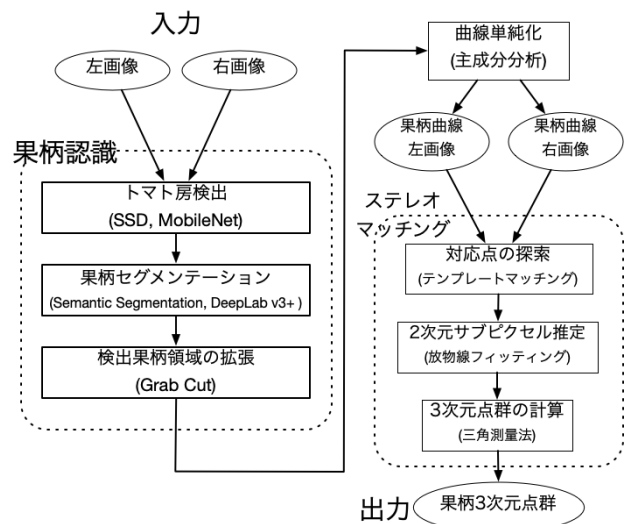 入力
左画像
右画像
果柄認識
トマト房検出
(SSD, MobileNet)
果柄セグメンテーション
(Semantic Segmentation, DeepLab v3+ )
検出果柄領域の拡張
(Grab Cut)
曲線単純化
(主成分分析)
果柄曲線
左画像
果柄曲線
右画像
ステレオ
マッチング
対応点の探索
(テンプレートマッチング)
2次元サブピクセル推定
(放物線フィッティング)
3次元点群の計算
(三角測量法)
出力
果柄3次元点群